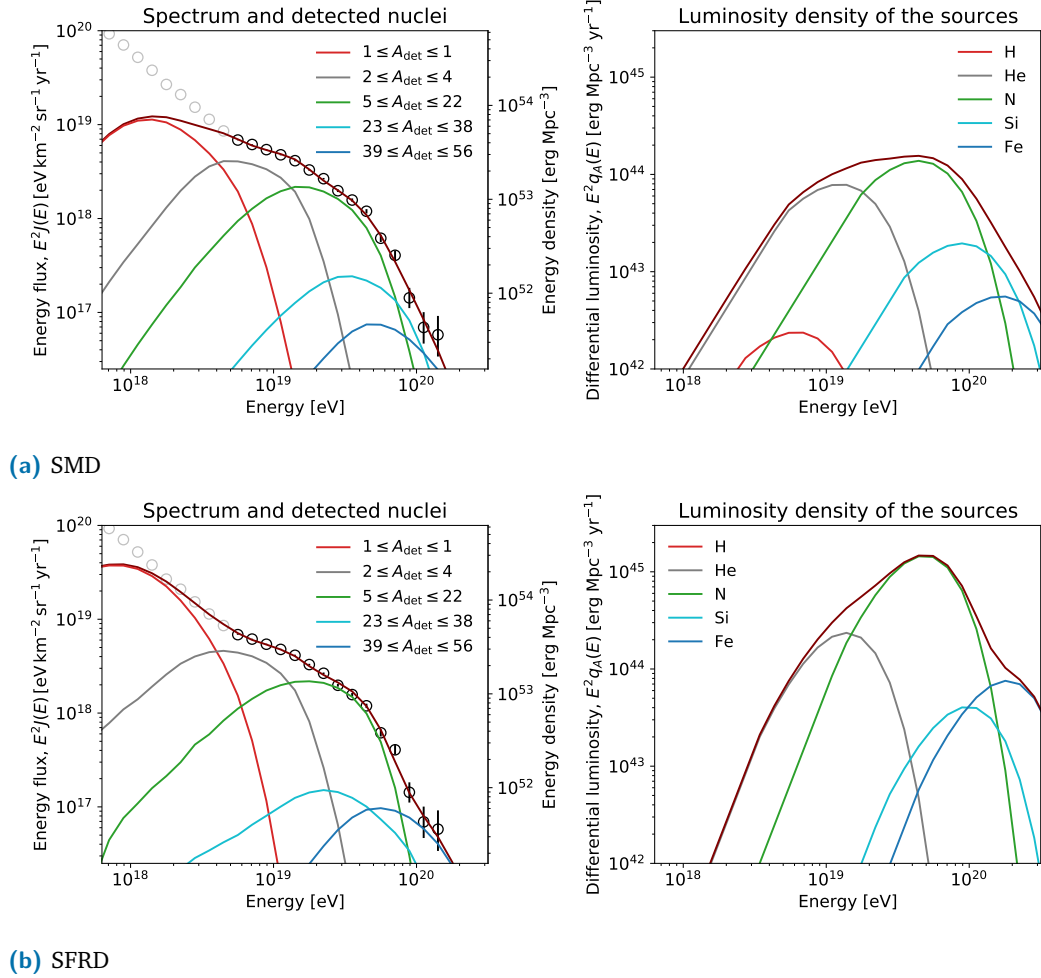 Spectrum and detected nuclei
Luminosity density of the sources
10^20
10^19
10^18
10^17
Energy flux, E²J(E) [eV km⁻² sr⁻¹ yr⁻¹]
1 ≤ A_det ≤ 1
2 ≤ A_det ≤ 4
5 ≤ A_det ≤ 22
23 ≤ A_det ≤ 38
39 ≤ A_det ≤ 56
10^54
10^53
10^52
Energy density [erg Mpc⁻³]
10^18
10^19
10^20
Energy [eV]
10^45
10^44
10^43
10^42
Differential luminosity, E²q_A(E) [erg Mpc⁻³ yr⁻¹]
H
He
N
Si
Fe
10^18
10^19
10^20
Energy [eV]
(a) SMD
Spectrum and detected nuclei
Luminosity density of the sources
10^20
10^19
10^18
10^17
Energy flux, E²J(E) [eV km⁻² sr⁻¹ yr⁻¹]
1 ≤ A_det ≤ 1
2 ≤ A_det ≤ 4
5 ≤ A_det ≤ 22
23 ≤ A_det ≤ 38
39 ≤ A_det ≤ 56
10^54
10^53
10^52
Energy density [erg Mpc⁻³]
10^18
10^19
10^20
Energy [eV]
10^45
10^44
10^43
10^42
Differential luminosity, E²q_A(E) [erg Mpc⁻³ yr⁻¹]
H
He
N
Si
Fe
10^18
10^19
10^20
Energy [eV]
(b) SFRD